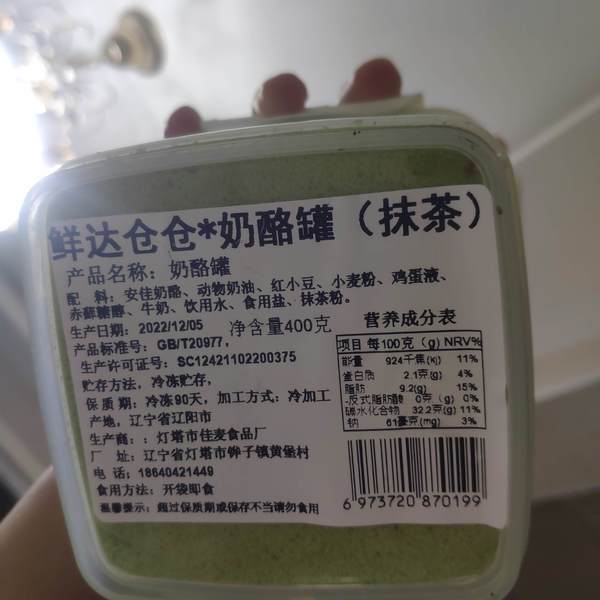 鲜达仓仓*奶酪罐（抹茶）
产品名称：奶酪罐
配 料：安佳奶酪、动物奶油、红小豆、小麦粉、鸡蛋液、
赤藓糖醇、牛奶、饮用水、食用盐、抹茶粉。
生产日期：2022/12/05 净含量400克
产品标准号：GB/T20977，
生产许可证号：SC12421102200375
贮存方法，冷冻贮存，
保质期：冷冻90天，加工方式：冷加工
产地，辽宁省辽阳市
生产商：：灯塔市佳麦食品厂
厂 址：辽宁省灯塔市铧子镇黄堡村
电 话；18640421449
食用方法：开袋即食
温馨提示：超过保质期或保存不当请勿食用
营养成分表
项目 每100克（g) NRV%
能量 924千焦(kj) 11%
蛋白质 2.1克(g) 4%
脂肪 9.2(g) 15%
-反式脂肪酸 0克（g）0%
碳水化合物 32.2克(g) 11%
钠 61毫克(mg) 3%
6 973720 870199